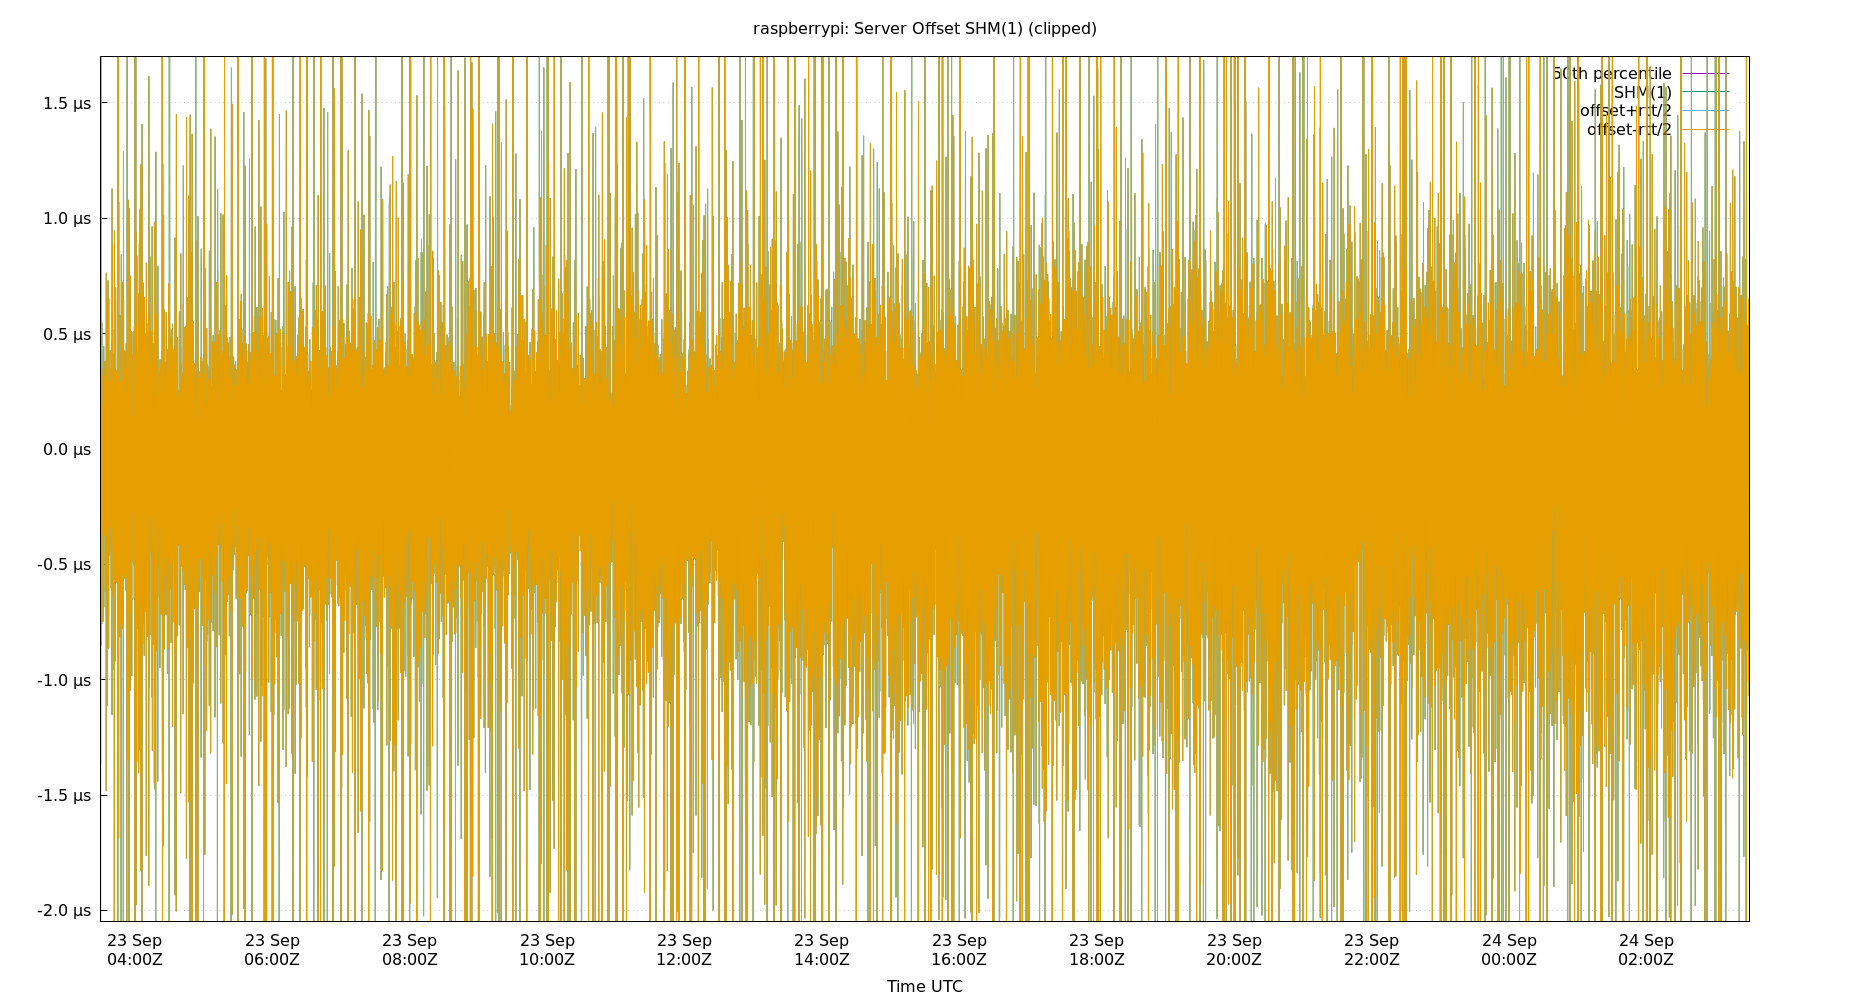 raspberrypi: Server Offset SHM(1) (clipped)
50th percentile
SHM(1)
offset+rtt/2
offset-rtt/2
1.5 µs
1.0 µs
0.5 µs
0.0 µs
-0.5 µs
-1.0 µs
-1.5 µs
-2.0 µs
23 Sep 23 Sep 23 Sep 23 Sep 23 Sep 23 Sep 23 Sep 23 Sep 23 Sep 23 Sep 24 Sep 24 Sep
04:00Z 06:00Z 08:00Z 10:00Z 12:00Z 14:00Z 16:00Z 18:00Z 20:00Z 22:00Z 00:00Z 02:00Z
Time UTC